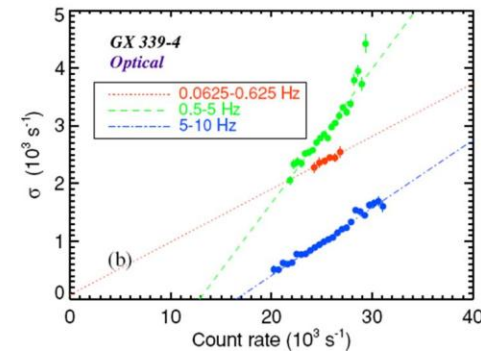 5
GX 339-4
Optical
4
0.0625-0.625 Hz
0.5-5 Hz
3
5-10 Hz
σ (10³ s⁻¹)
2
1
(b)
0
0 10 20 30 40
Count rate (10³ s⁻¹)